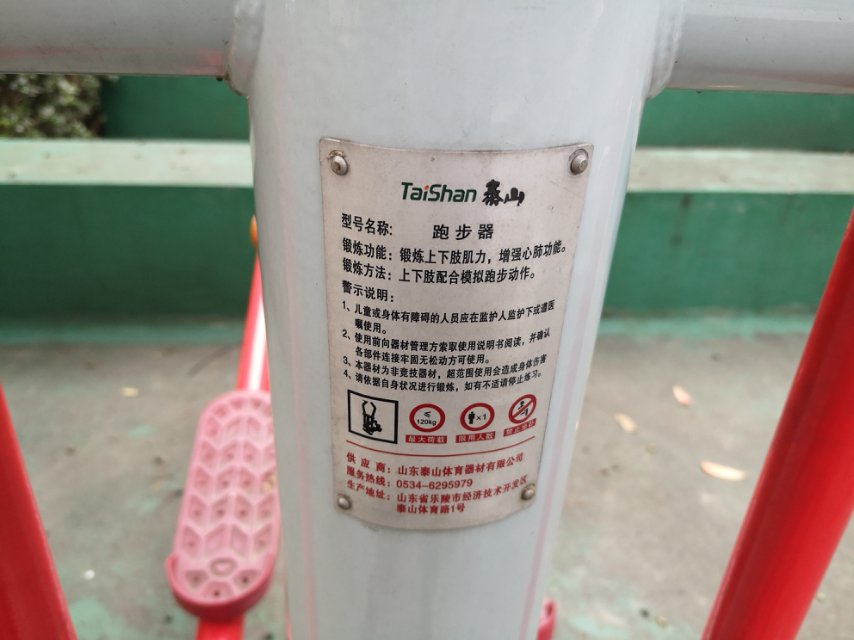 TaiShan 泰山
型号名称: 跑步器
锻炼功能: 锻炼上下肢肌力，增强心肺功能。
锻炼方法: 上下肢配合模拟跑步动作。
警示说明:
1、儿童或身体有障碍的人员应在监护人监护下或遵医
嘱使用。
2、使用前向器材管理方索取使用说明书阅读，并确认
各部件连接牢固无松动方可使用。
3、本器材为非竞技器材，超范围使用会造成身体伤害
4、请依据自身状况进行锻炼，如有不适请停止练习。
≤
120kg
×1
最大荷载
限用人数
供应商: 山东泰山体育器材有限公司
服务热线: 0534-6295979
生产地址: 山东省乐陵市经济技术开发区
泰山体育路1号